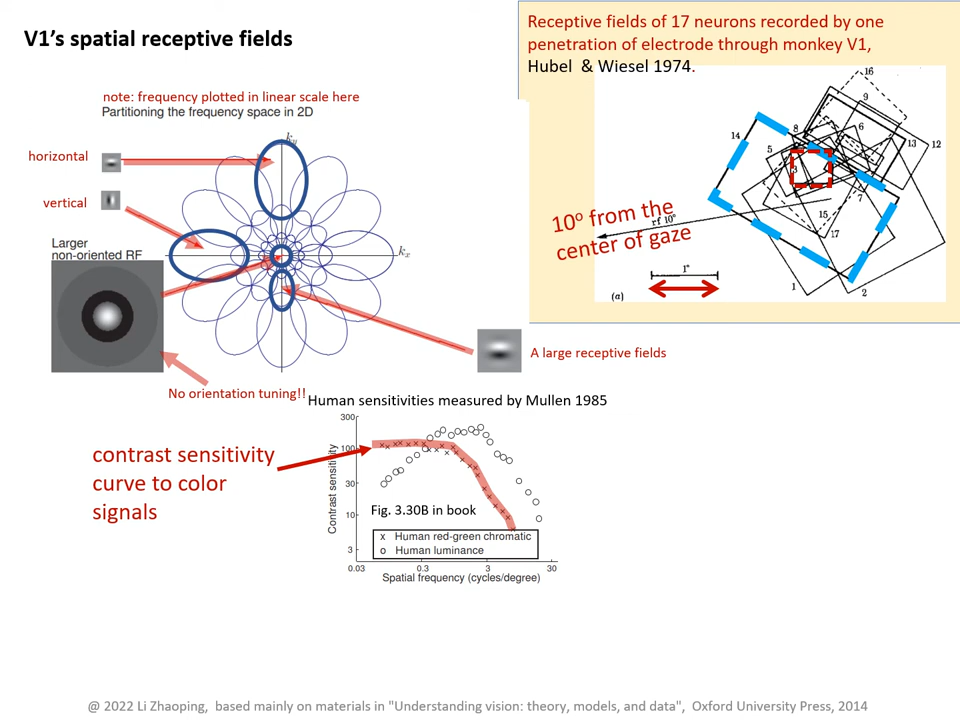 V1's spatial receptive fields
Receptive fields of 17 neurons recorded by one
penetration of electrode through monkey V1,
Hubel & Wiesel 1974.
note: frequency plotted in linear scale here
Partitioning the frequency space in 2D
horizontal
vertical
Larger
non-oriented RF
ky
kx
16
9
14
8
6
13
12
5
3
7
15
17
1
2
10o from the
center of gaze
rf 10°
1°
(a)
A large receptive fields
No orientation tuning!!
Human sensitivities measured by Mullen 1985
contrast sensitivity
curve to color
signals
Contrast sensitivity
300
100
30
10
3
Fig. 3.30B in book
x Human red-green chromatic
o Human luminance
0.03
0.3
3
30
Spatial frequency (cycles/degree)
@ 2022 Li Zhaoping, based mainly on materials in "Understanding vision: theory, models, and data", Oxford University Press, 2014